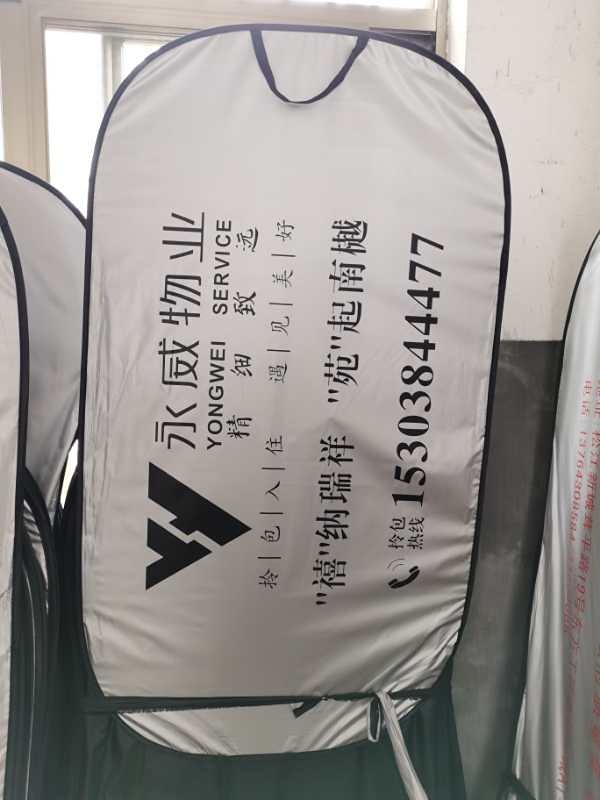 永威物业
YONGWEI SERVICE
精细致远
拎|包|入|住 遇|见|美|好
"禧"纳瑞祥 "苑"起南樾
拎包
热线
15303844477